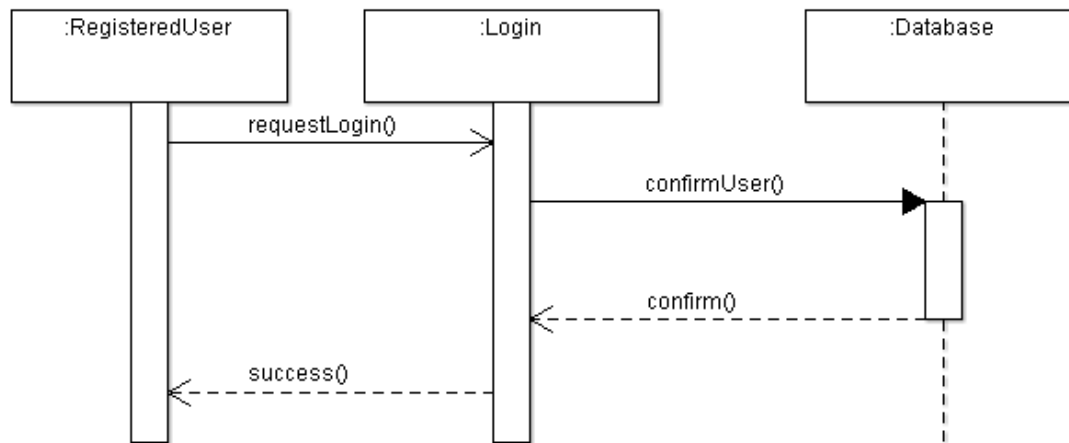 :RegisteredUser
:Login
:Database
requestLogin()
confirmUser()
confirm()
success()